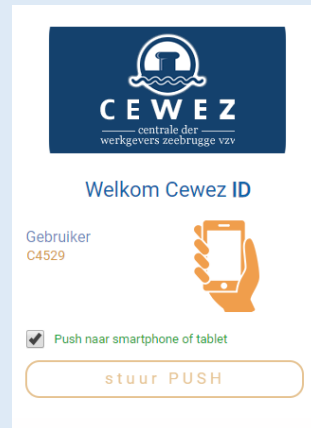 CEWEZ
centrale der
werkgevers zeebrugge vzw
Welkom Cewez ID
Gebruiker
C4529
Push naar smartphone of tablet
stuur PUSH